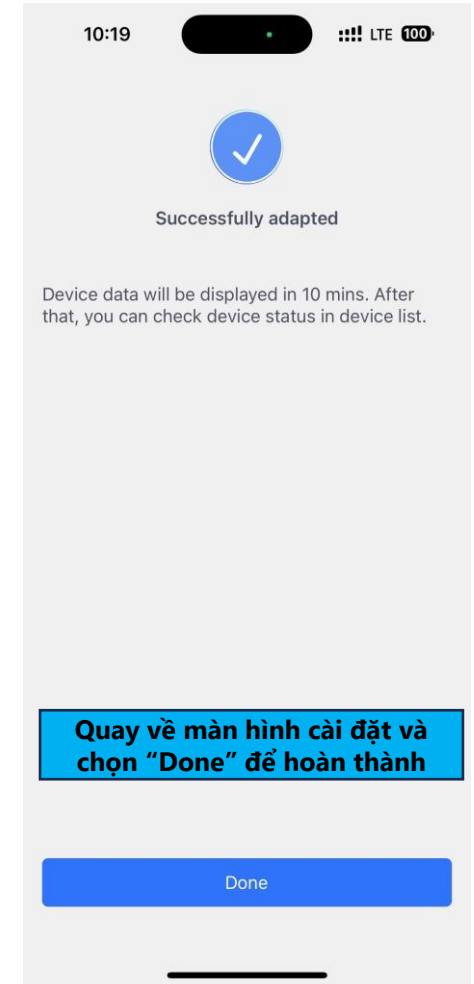 10:19 LTE 100
Successfully adapted
Device data will be displayed in 10 mins. After
that, you can check device status in device list.
Quay về màn hình cài đặt và
chọn “Done” để hoàn thành
Done